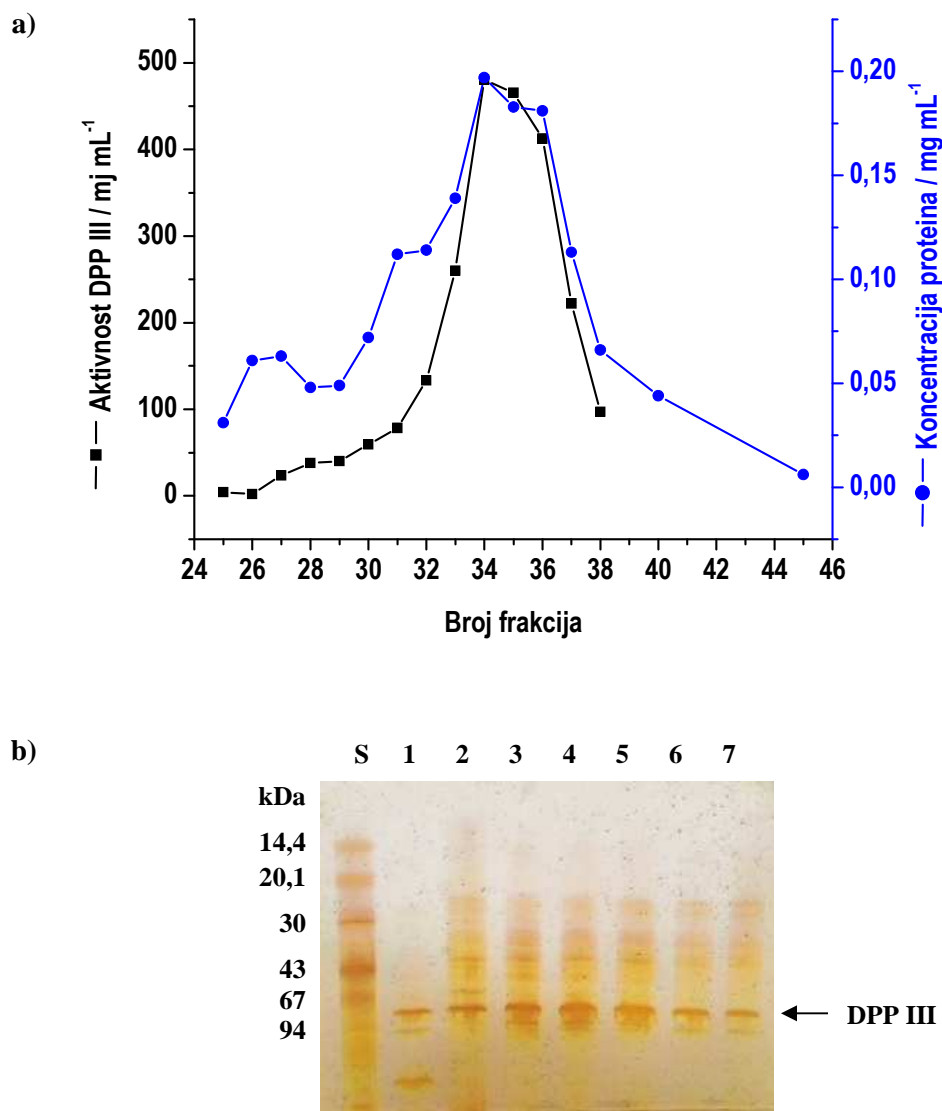 a)
500
400
300
200
100
0
0,20
0,15
0,10
0,05
0,00
—■— Aktivnost DPP III / mj mL⁻¹
—●— Koncentracija proteina / mg mL⁻¹
24 26 28 30 32 34 36 38 40 42 44 46
Broj frakcija
b)
S 1 2 3 4 5 6 7
kDa
14,4
20,1
30
43
67
94
DPP III